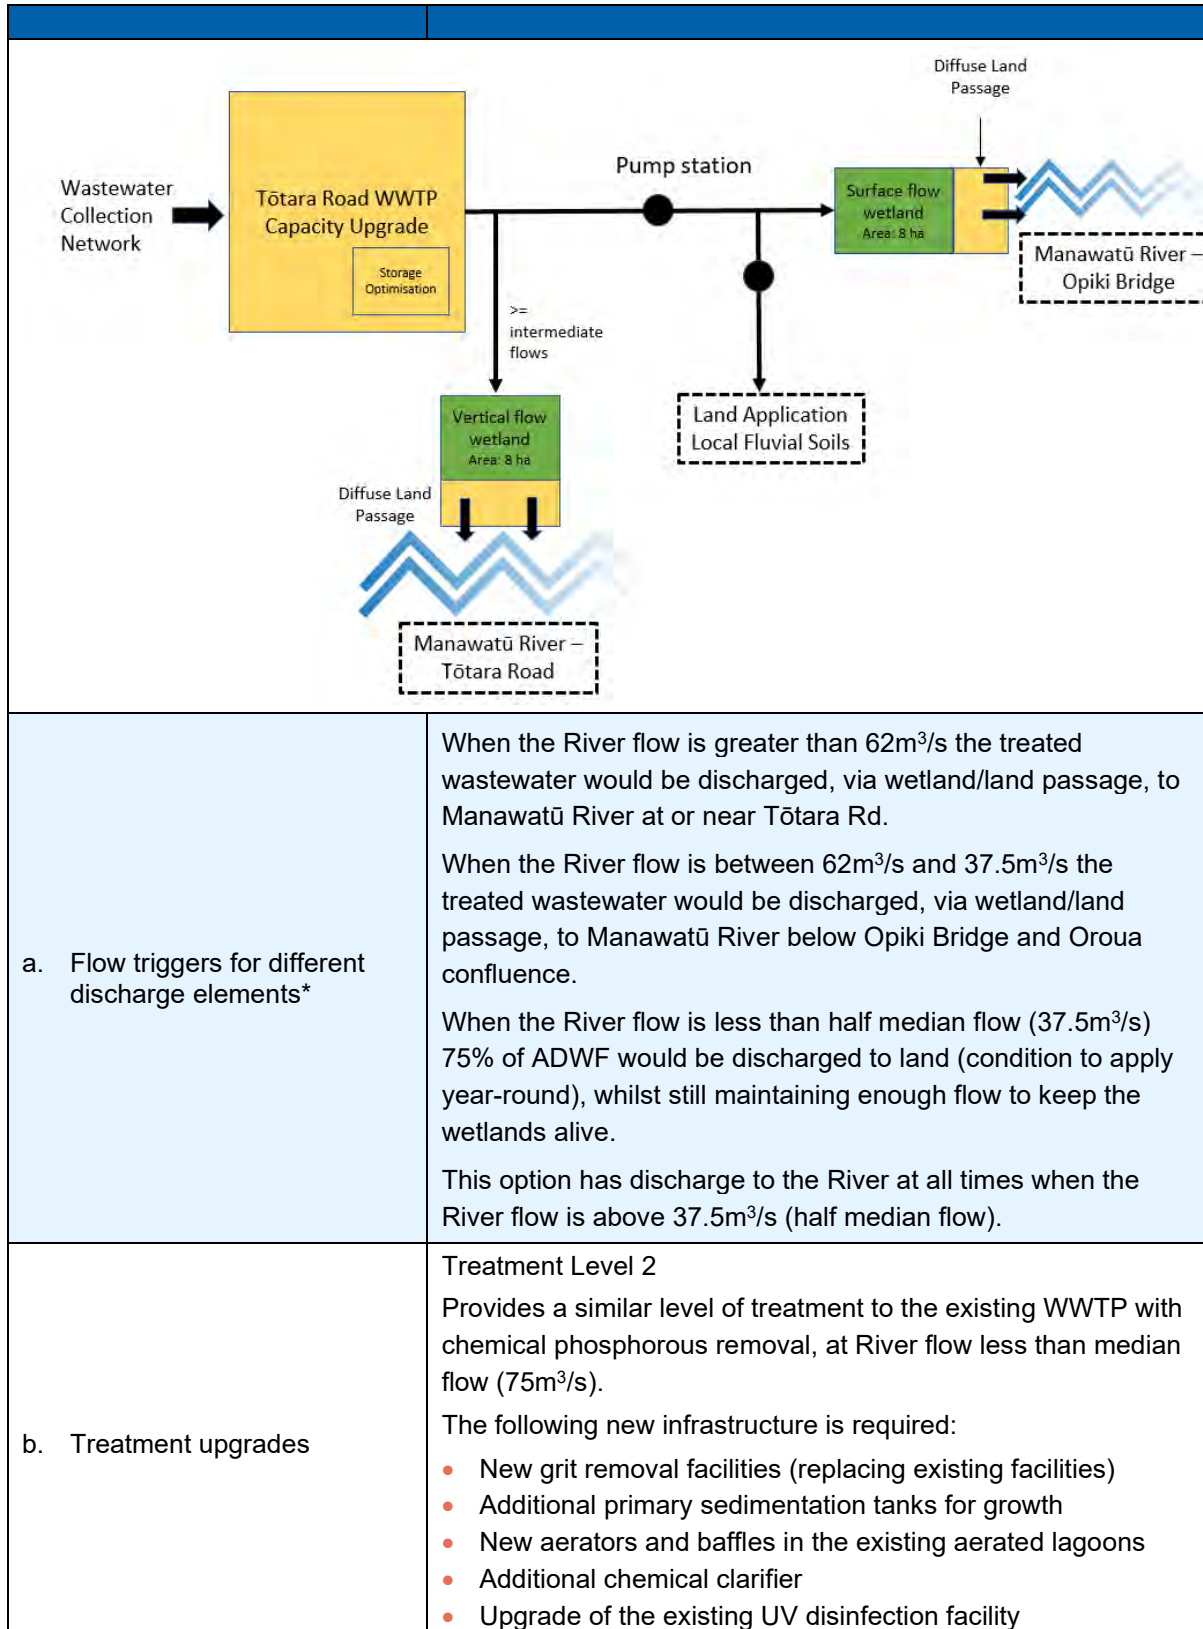 Diffuse Land
Passage
Pump station
Wastewater
Collection
Network
Tōtara Road WWTP
Capacity Upgrade
Storage
Optimisation
Surface flow
wetland
Area: 8 ha
Manawatū River –
Opiki Bridge
>=
intermediate
flows
Vertical flow
wetland
Area: 8 ha
Land Application
Local Fluvial Soils
Diffuse Land
Passage
Manawatū River –
Tōtara Road
a. Flow triggers for different
discharge elements*
When the River flow is greater than 62m³/s the treated
wastewater would be discharged, via wetland/land passage, to
Manawatū River at or near Tōtara Rd.
When the River flow is between 62m³/s and 37.5m³/s the
treated wastewater would be discharged, via wetland/land
passage, to Manawatū River below Opiki Bridge and Oroua
confluence.
When the River flow is less than half median flow (37.5m³/s)
75% of ADWF would be discharged to land (condition to apply
year-round), whilst still maintaining enough flow to keep the
wetlands alive.
This option has discharge to the River at all times when the
River flow is above 37.5m³/s (half median flow).
b. Treatment upgrades
Treatment Level 2
Provides a similar level of treatment to the existing WWTP with
chemical phosphorous removal, at River flow less than median
flow (75m³/s).
The following new infrastructure is required:
• New grit removal facilities (replacing existing facilities)
• Additional primary sedimentation tanks for growth
• New aerators and baffles in the existing aerated lagoons
• Additional chemical clarifier
• Upgrade of the existing UV disinfection facility